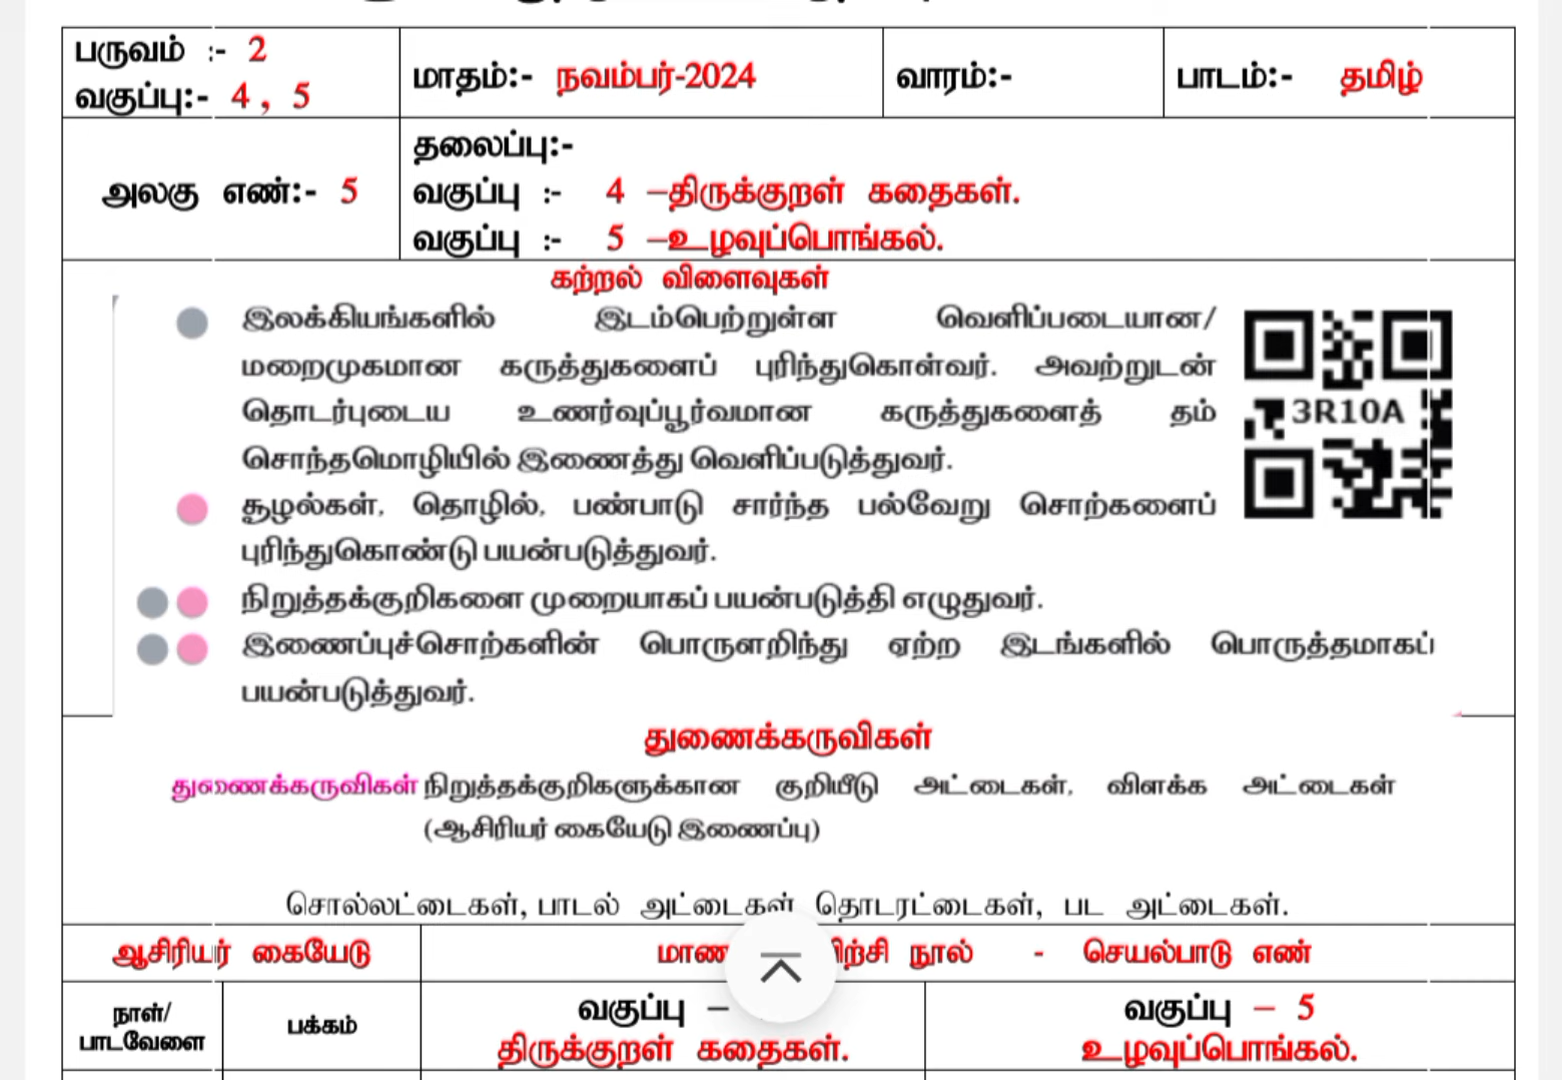 பருவம் :- 2
வகுப்பு:- 4 , 5
மாதம்:- நவம்பர்-2024
வாரம்:-
பாடம்:- தமிழ்
அலகு எண்:- 5
தலைப்பு:-
வகுப்பு :- 4 –திருக்குறள் கதைகள்.
வகுப்பு :- 5 –உழவுப்பொங்கல்.
கற்றல் விளைவுகள்
இலக்கியங்களில் இடம்பெற்றுள்ள வெளிப்படையான/
மறைமுகமான கருத்துகளைப் புரிந்துகொள்வர். அவற்றுடன்
தொடர்புடைய உணர்வுப்பூர்வமான கருத்துகளைத் தம்
சொந்தமொழியில் இணைத்து வெளிப்படுத்துவர்.
3R10A
சூழல்கள், தொழில், பண்பாடு சார்ந்த பல்வேறு சொற்களைப்
புரிந்துகொண்டு பயன்படுத்துவர்.
நிறுத்தக்குறிகளை முறையாகப் பயன்படுத்தி எழுதுவர்.
இணைப்புச்சொற்களின் பொருளறிந்து ஏற்ற இடங்களில் பொருத்தமாகப்
பயன்படுத்துவர்.
துணைக்கருவிகள்
துணைக்கருவிகள் நிறுத்தக்குறிகளுக்கான குறியீடு அட்டைகள், விளக்க அட்டைகள்
(ஆசிரியர் கையேடு இணைப்பு)
சொல்லட்டைகள், பாடல் அட்டைகள் தொடரட்டைகள், பட அட்டைகள்.
ஆசிரியர் கையேடு
நூல் - செயல்பாடு எண்
நாள்/
பாடவேளை
பக்கம்
வகுப்பு –
திருக்குறள் கதைகள்.
வகுப்பு – 5
உழவுப்பொங்கல்.